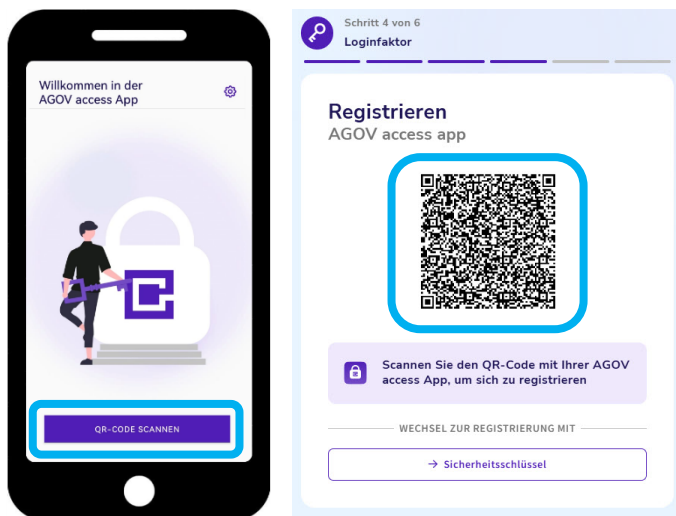 Willkommen in der
AGOV access App
QR-CODE SCANNEN
Schritt 4 von 6
Loginfaktor
Registrieren
AGOV access app
Scannen Sie den QR-Code mit Ihrer AGOV
access App, um sich zu registrieren
WECHSEL ZUR REGISTRIERUNG MIT
→ Sicherheitsschlüssel